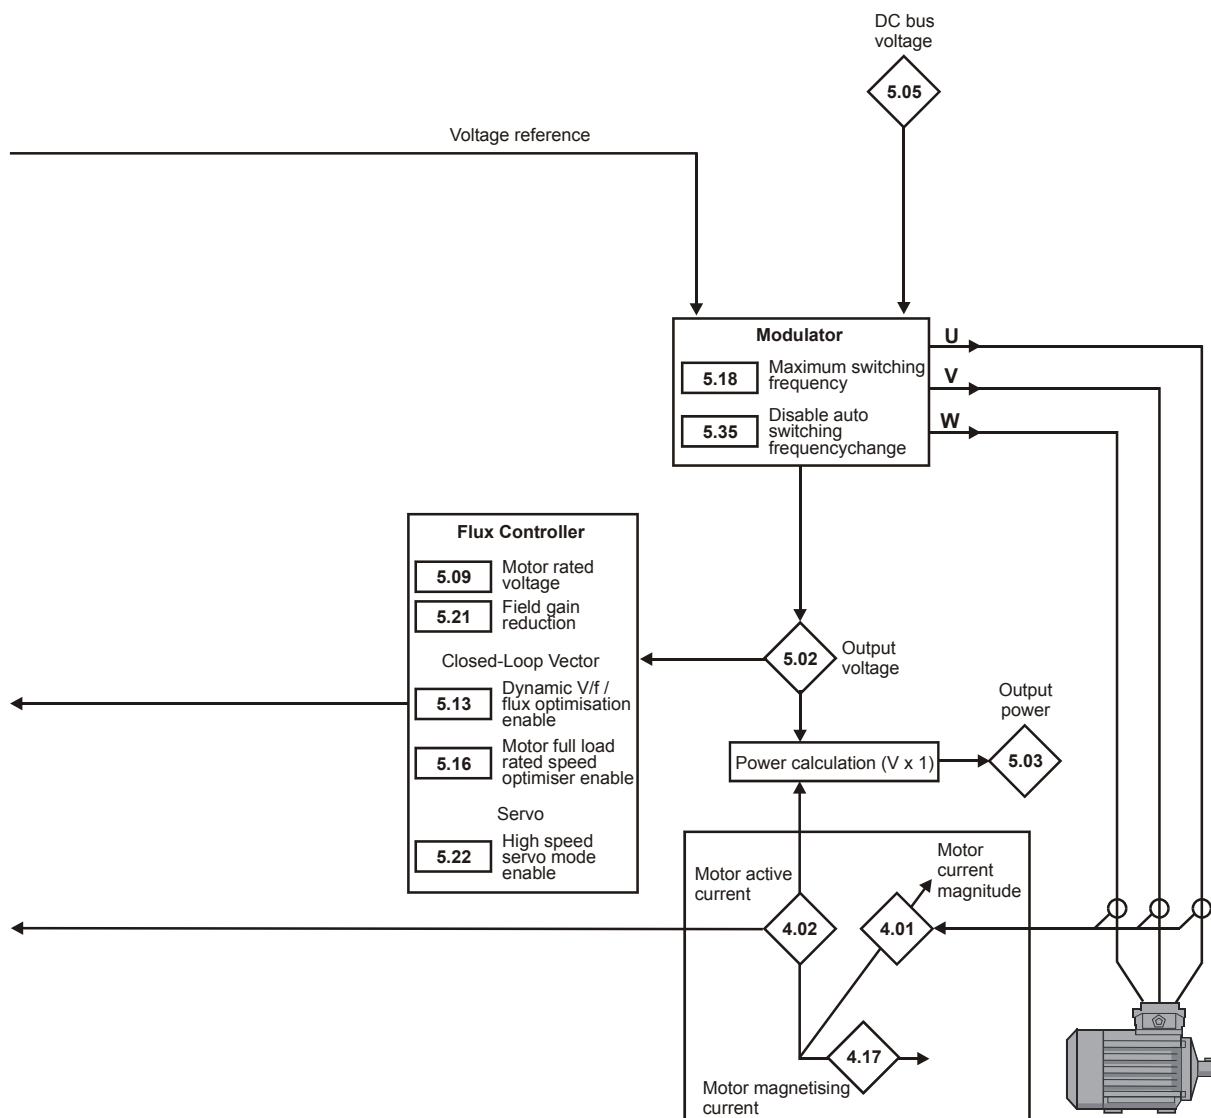 DC bus
voltage
5.05
Voltage reference
Modulator
5.18
Maximum switching
frequency
5.35
Disable auto
switching
frequencychange
U
V
W
Flux Controller
5.09
Motor rated
voltage
5.21
Field gain
reduction
Closed-Loop Vector
5.13
Dynamic V/f /
flux optimisation
enable
5.16
Motor full load
rated speed
optimiser enable
Servo
5.22
High speed
servo mode
enable
5.02
Output
voltage
Output
power
Power calculation (V x 1)
5.03
Motor active
current
Motor
current
magnitude
4.02
4.01
4.17
Motor magnetising
current